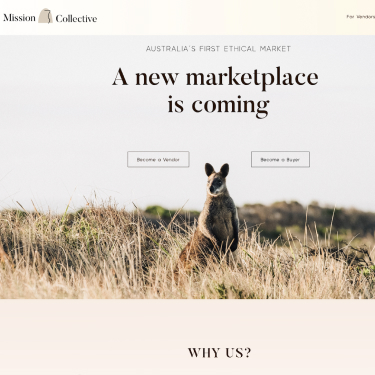 Mission Collective
For Vendors
AUSTRALIA'S FIRST ETHICAL MARKET
A new marketplace
is coming
Become a Vendor
Become a Buyer
WHY US?